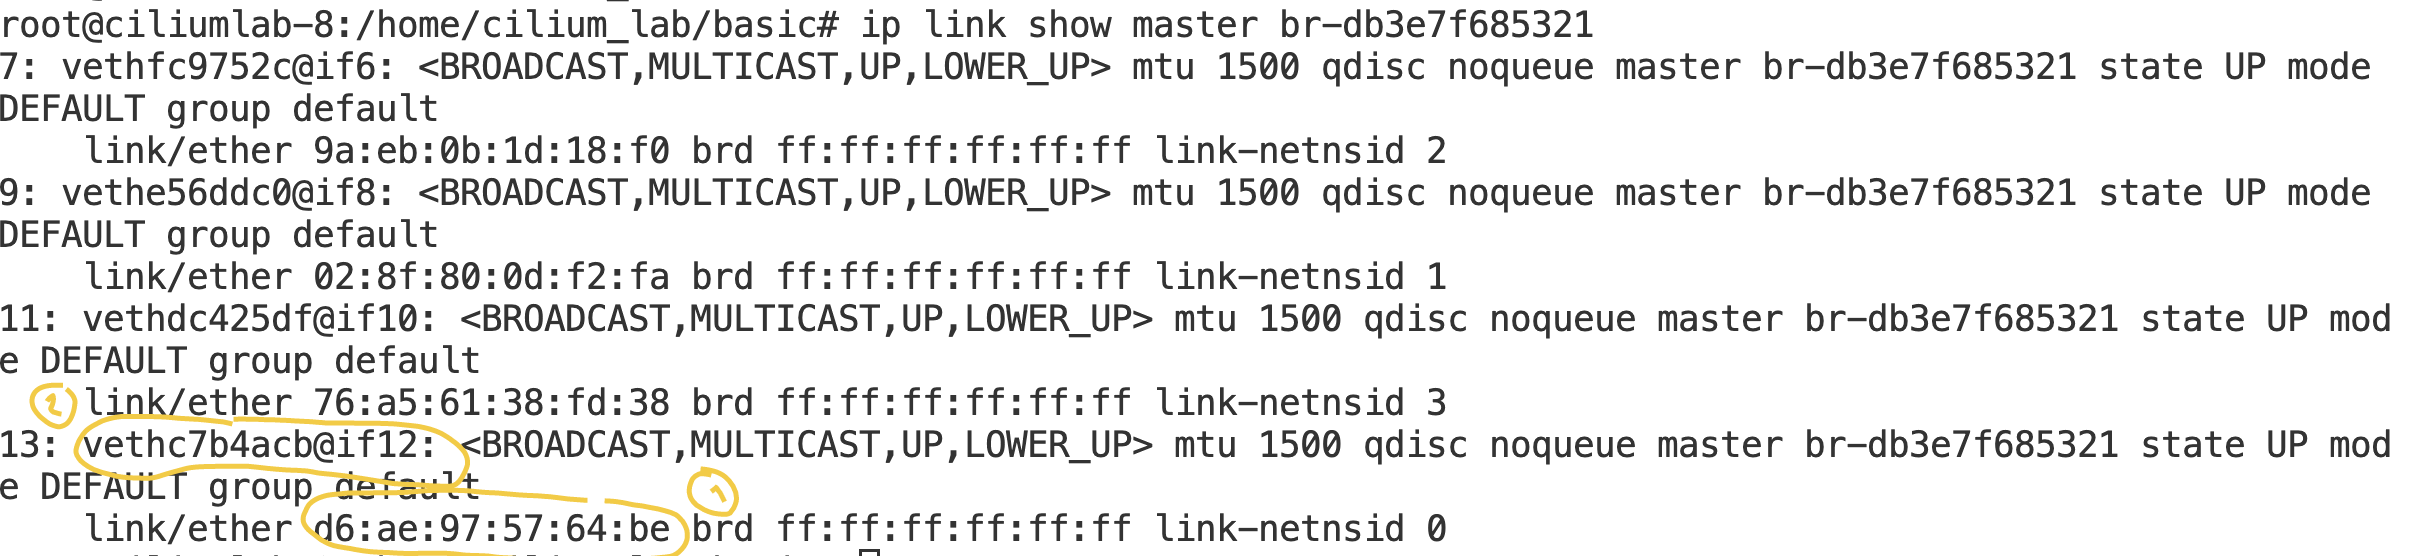 root@ciliumlab-8:/home/cilium_lab/basic# ip link show master br-db3e7f685321
7: vethfc9752c@if6: <BROADCAST,MULTICAST,UP,LOWER_UP> mtu 1500 qdisc noqueue master br-db3e7f685321 state UP mode
DEFAULT group default
link/ether 9a:eb:0b:1d:18:f0 brd ff:ff:ff:ff:ff:ff link-netnsid 2
9: vethe56ddc0@if8: <BROADCAST,MULTICAST,UP,LOWER_UP> mtu 1500 qdisc noqueue master br-db3e7f685321 state UP mode
DEFAULT group default
link/ether 02:8f:80:0d:f2:fa brd ff:ff:ff:ff:ff:ff link-netnsid 1
11: vethdc425df@if10: <BROADCAST,MULTICAST,UP,LOWER_UP> mtu 1500 qdisc noqueue master br-db3e7f685321 state UP mod
e DEFAULT group default
2 link/ether 76:a5:61:38:fd:38 brd ff:ff:ff:ff:ff:ff link-netnsid 3
13: vethc7b4acb@if12: <BROADCAST,MULTICAST,UP,LOWER_UP> mtu 1500 qdisc noqueue master br-db3e7f685321 state UP mod
e DEFAULT group default 1
link/ether d6:ae:97:57:64:be brd ff:ff:ff:ff:ff:ff link-netnsid 0